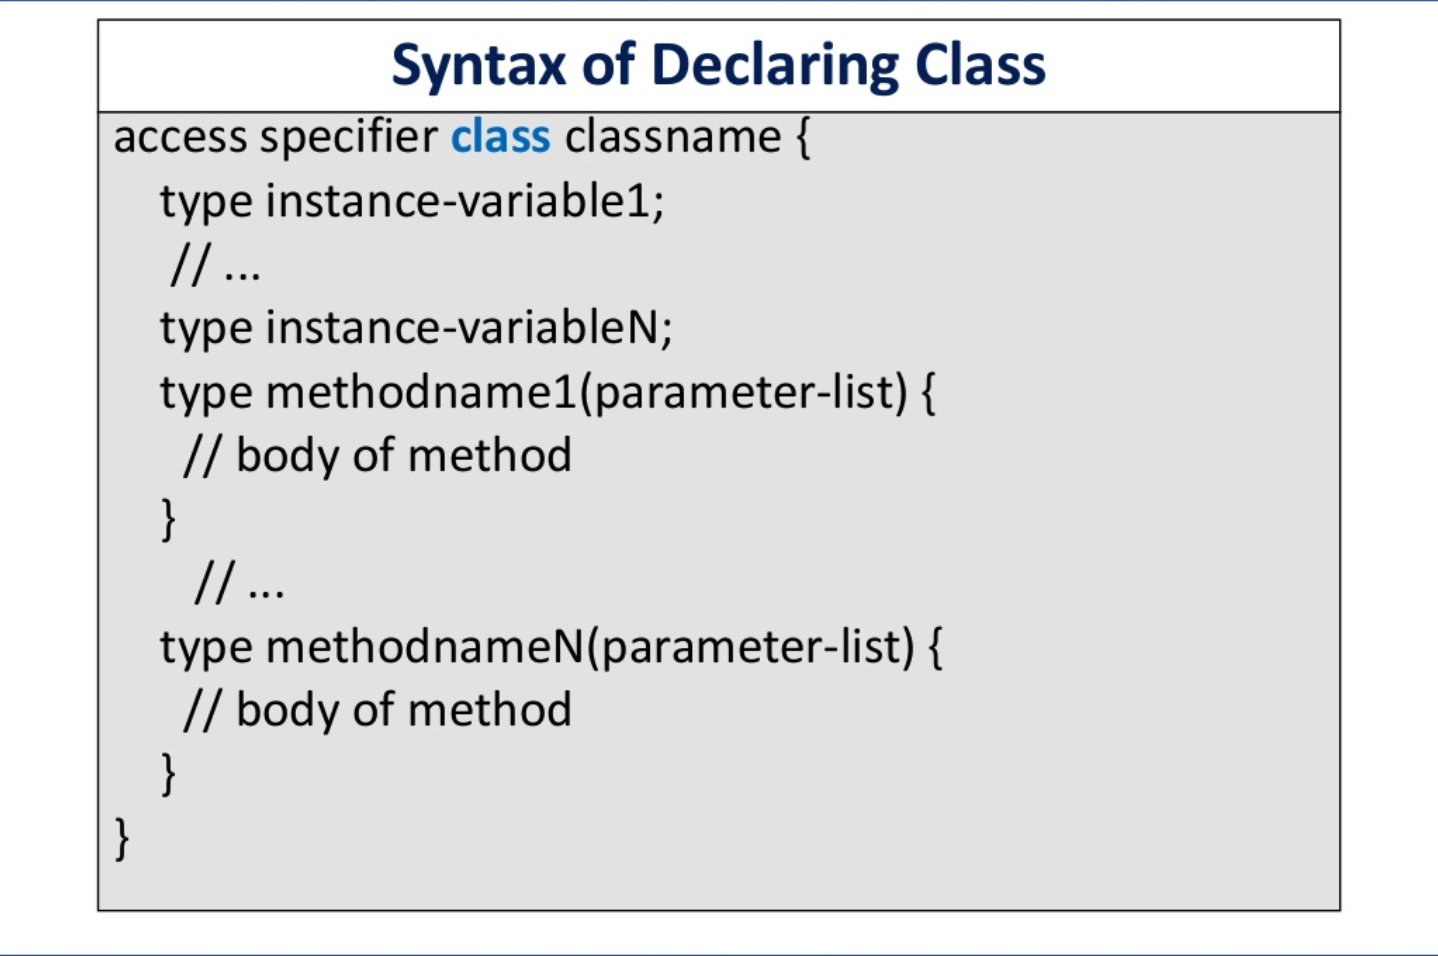 Syntax of Declaring Class
access specifier class classname {
type instance-variable1;
// ...
type instance-variableN;
type methodname1(parameter-list) {
// body of method
}
// ...
type methodnameN(parameter-list) {
// body of method
}
}